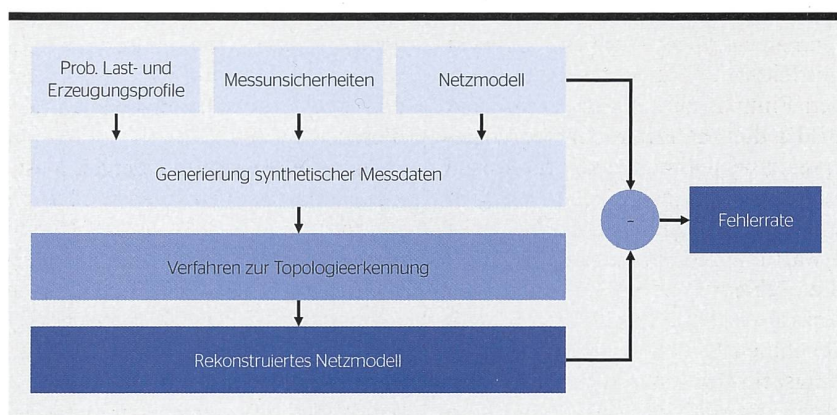 Prob. Last- und
Erzeugungsprofile
Messunsicherheiten
Netzmodell
Generierung synthetischer Messdaten
-
Fehlerrate
Verfahren zur Topologieerkennung
Rekonstruiertes Netzmodell